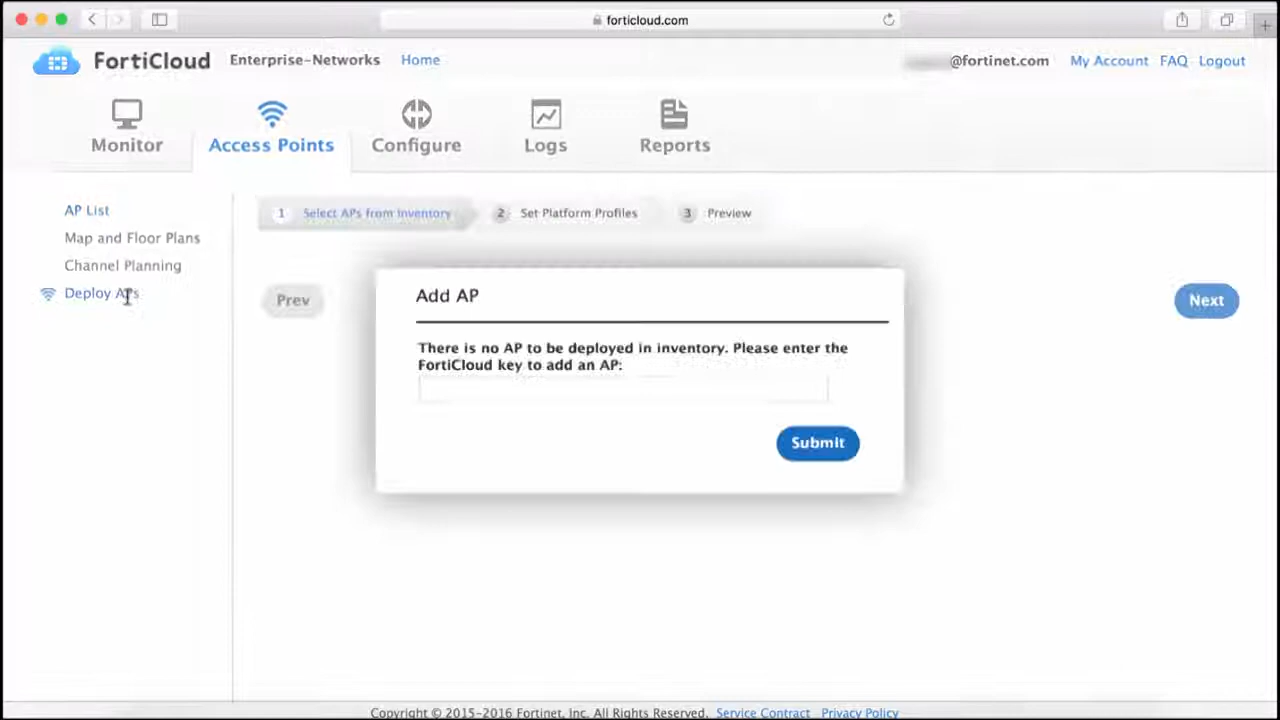 forticloud.com
FortiCloud Enterprise-Networks Home @fortinet.com My Account FAQ Logout
Monitor Access Points Configure Logs Reports
AP List
Map and Floor Plans
Channel Planning
Deploy APs
1 Select APs from Inventory 2 Set Platform Profiles 3 Preview
Prev Next
Add AP
There is no AP to be deployed in inventory. Please enter the
FortiCloud key to add an AP:
Submit
Copyright © 2015-2016 Fortinet, Inc. All Rights Reserved. Service Contract Privacy Policy